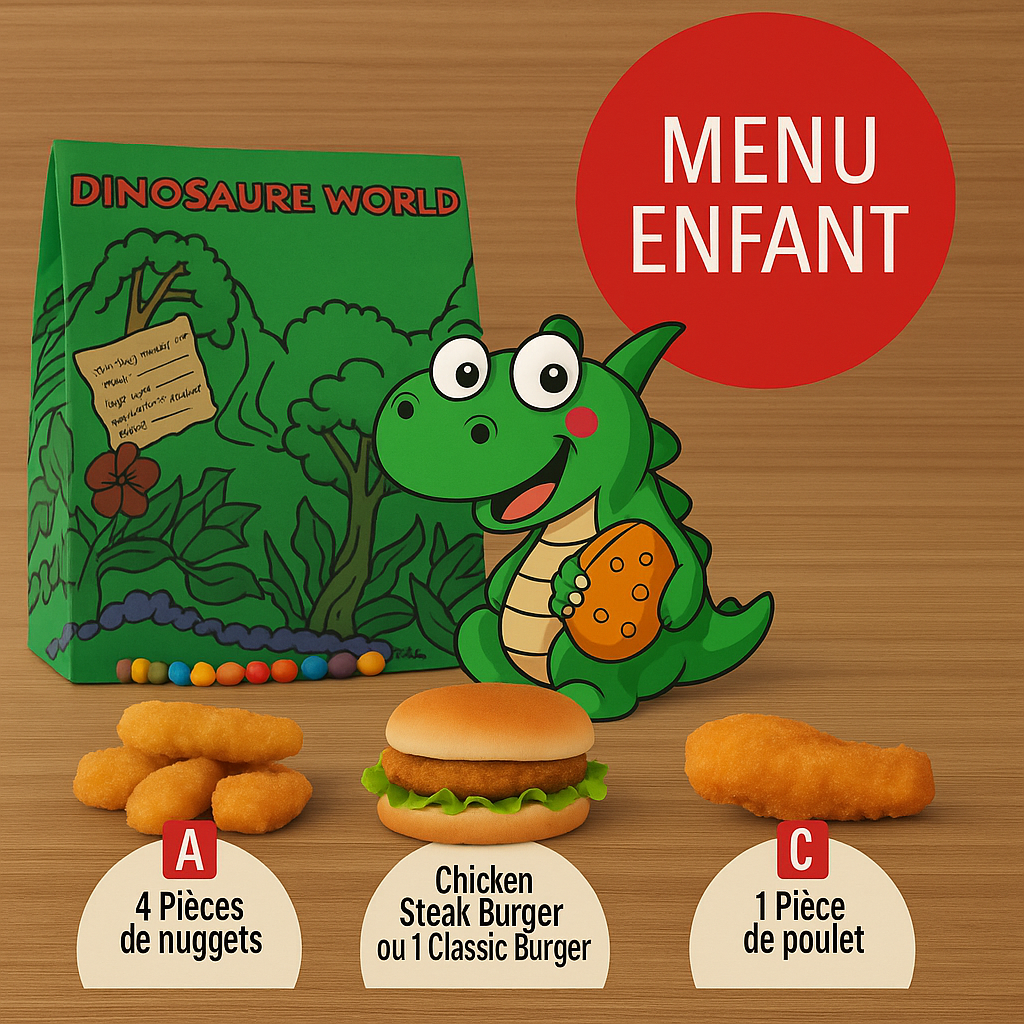 DINOSAURE WORLD
MENU
ENFANT
A
4 Pièces
de nuggets
Chicken
Steak Burger
ou 1 Classic Burger
C
1 Pièce
de poulet